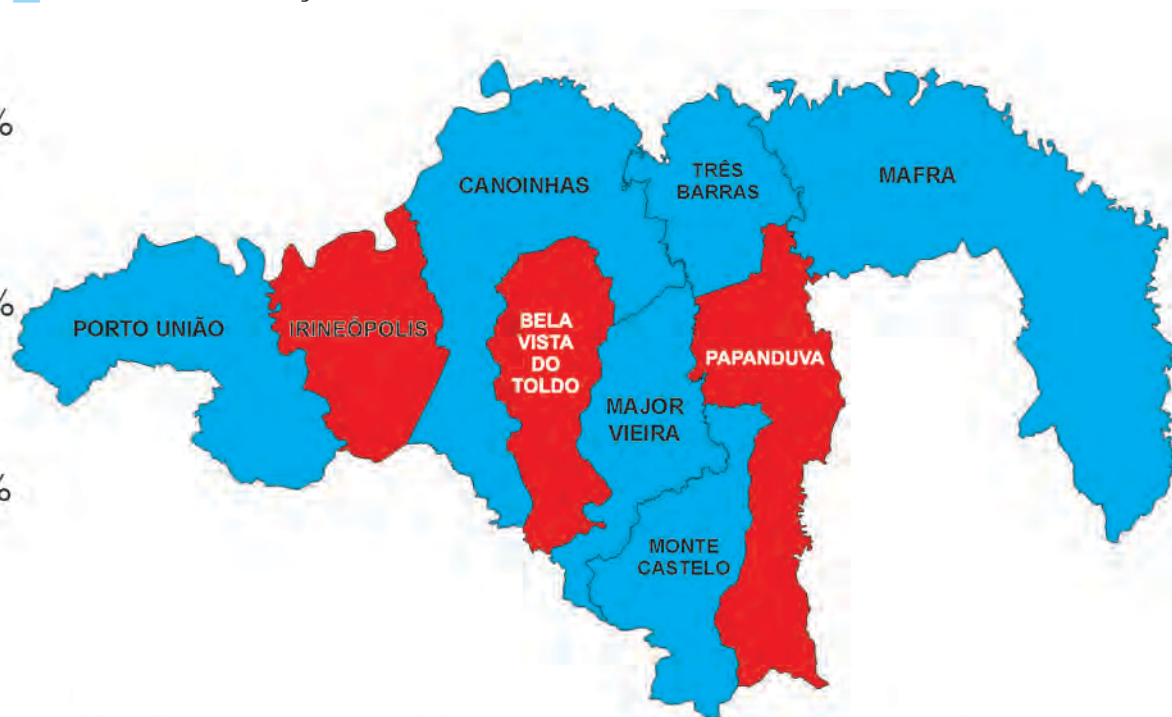 %
%
%
CANOINHAS
TRÊS
BARRAS
MAFRA
PORTO UNIÃO
IRINEÓPOLIS
BELA
VISTA
DO
TOLDO
PAPANDUVA
MAJOR
VIEIRA
MONTE
CASTELO